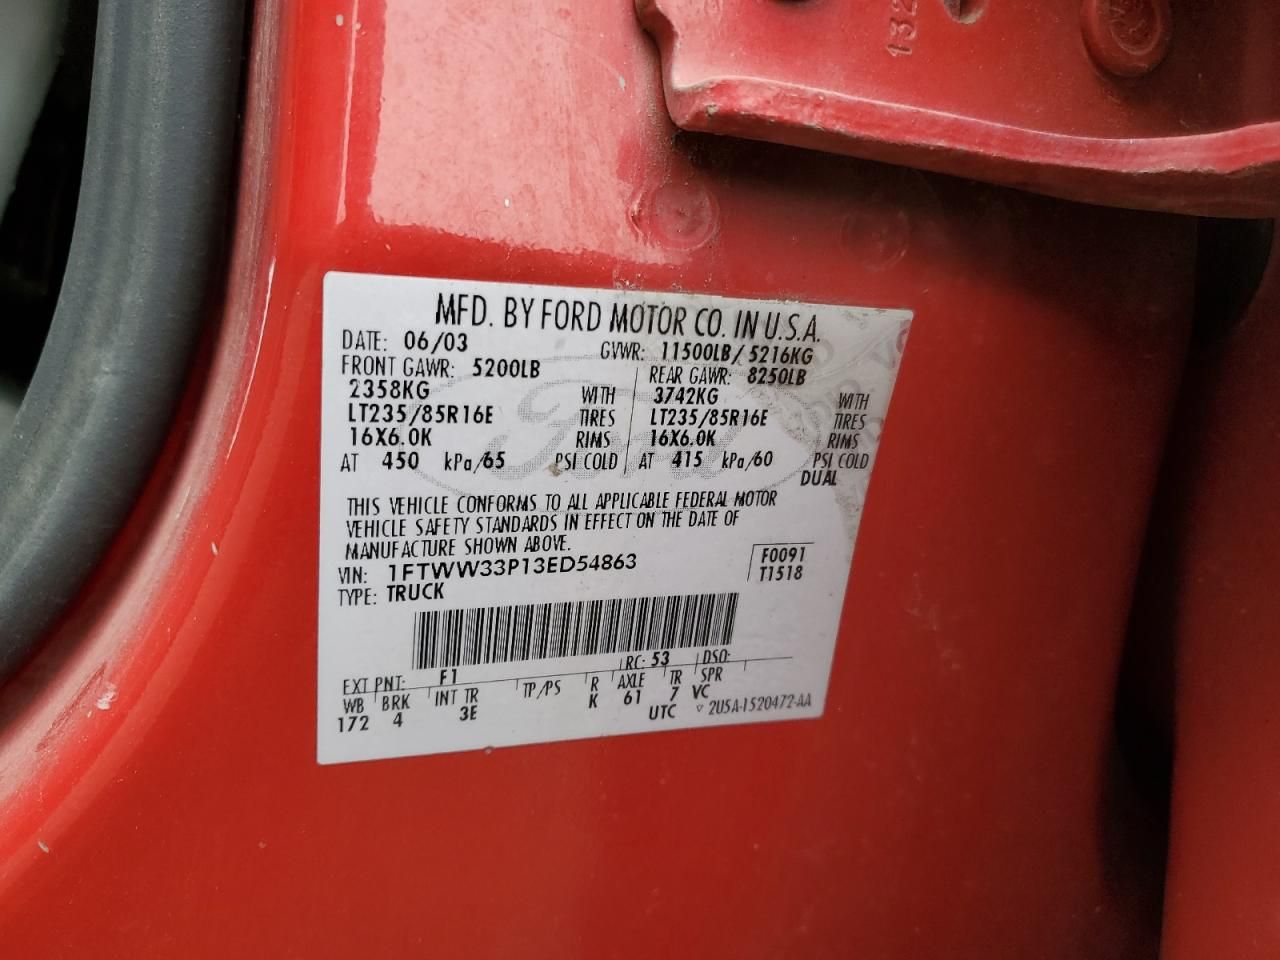 132
MFD. BY FORD MOTOR CO. IN U.S.A.
DATE: 06/03 GVWR: 11500LB/5216KG
FRONT GAWR: 5200LB REAR GAWR: 8250LB
2358KG WITH 3742KG WITH
LT235/85R16E TIRES LT235/85R16E TIRES
16X6.0K RIMS 16X6.0K RIMS
AT 450 kPa/65 PSI COLD AT 415 kPa/60 PSI COLD
DUAL
Ford
THIS VEHICLE CONFORMS TO ALL APPLICABLE FEDERAL MOTOR
VEHICLE SAFETY STANDARDS IN EFFECT ON THE DATE OF
MANUFACTURE SHOWN ABOVE.
VIN: 1FTWW33P13ED54863 F0091
TYPE: TRUCK T1518
EXT PNT: F1 RC: 53 DSO:
WB BRK INT TR TP/PS R AXLE TR SPR
172 4 3E K 61 7 VC
UTC ▽ 2U5A-1520472-AA